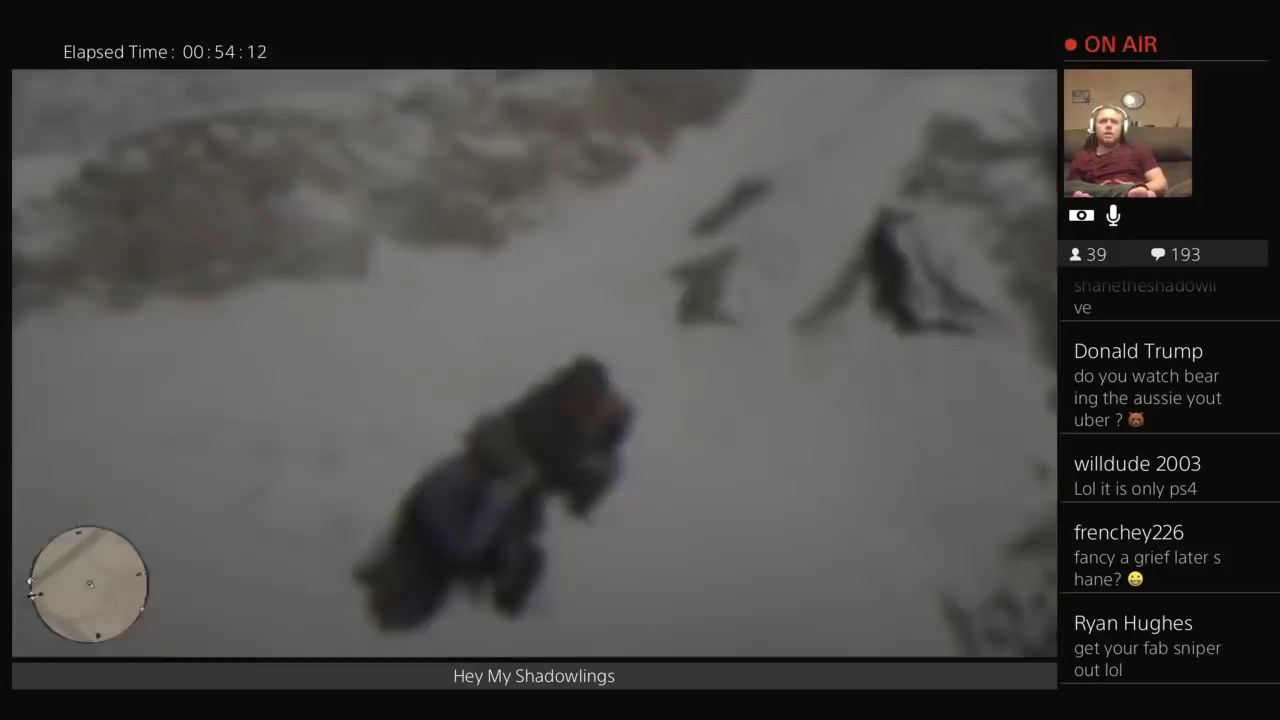 Elapsed Time: 00:54:12
ON AIR
39
193
shanetheshadowli
ve
Donald Trump
do you watch bear
ing the aussie yout
uber ? 🐻
willdude 2003
Lol it is only ps4
frenchey226
fancy a grief later s
hane? 😀
Ryan Hughes
get your fab sniper
out lol
Hey My Shadowlings